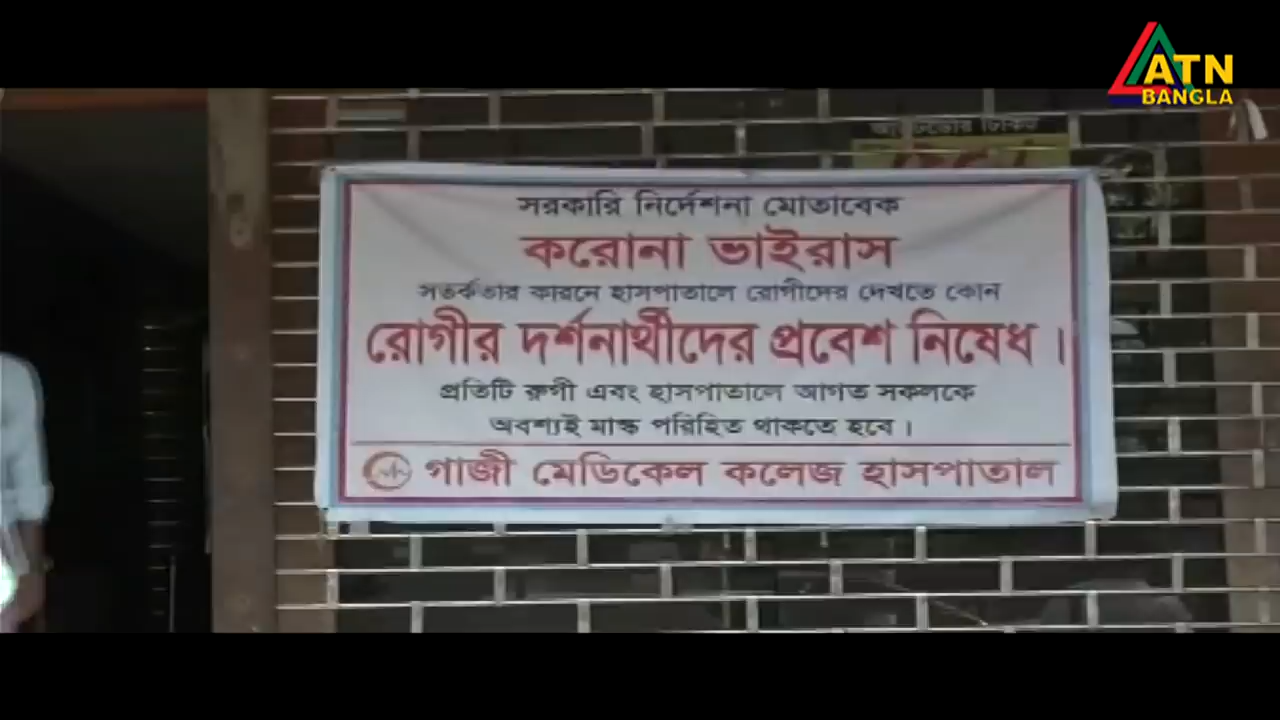 ATN
BANGLA
সরকারি নির্দেশনা মোতাবেক
করোনা ভাইরাস
সতর্কতার কারনে হাসপাতালে রোগীদের দেখতে কোন
রোগীর দর্শনার্থীদের প্রবেশ নিষেধ।
প্রতিটি রুগী এবং হাসপাতালে আগত সকলকে
অবশ্যই মাস্ক পরিহিত থাকতে হবে।
গাজী মেডিকেল কলেজ হাসপাতাল